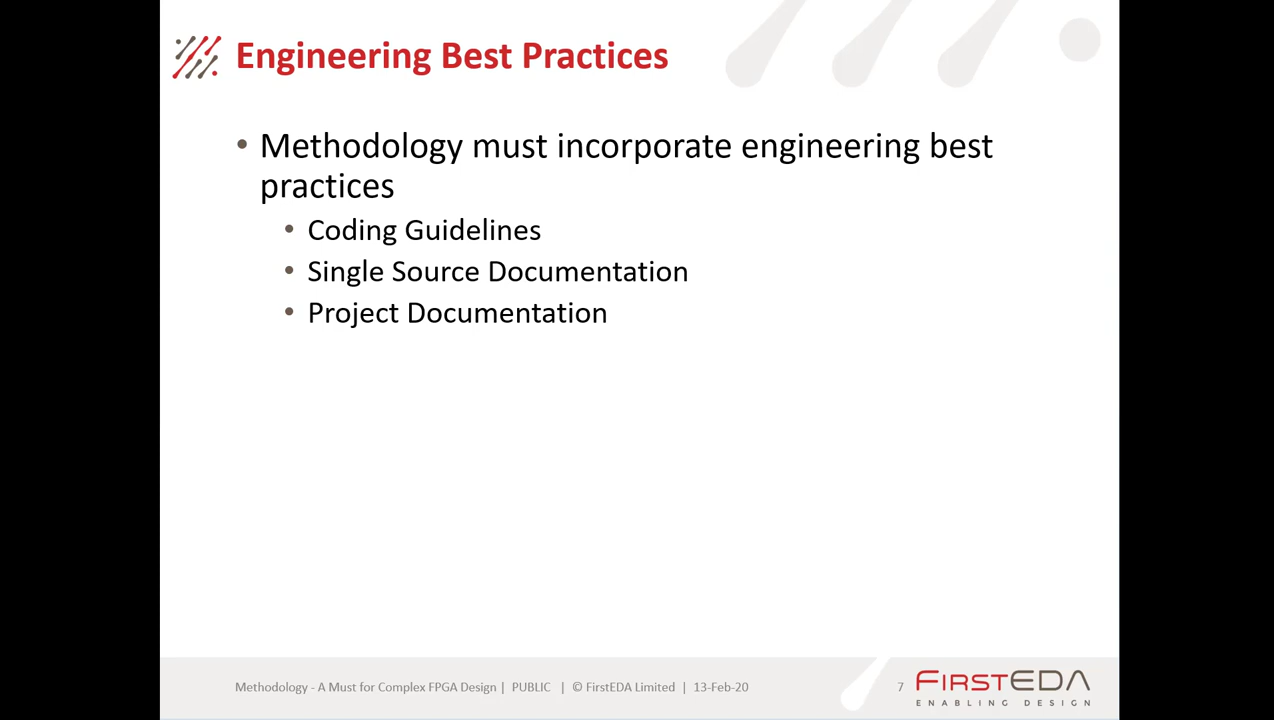 Engineering Best Practices
• Methodology must incorporate engineering best
practices
• Coding Guidelines
• Single Source Documentation
• Project Documentation
Methodology - A Must for Complex FPGA Design | PUBLIC | © FirstEDA Limited | 13-Feb-20
7
FIRSTEDA
ENABLING DESIGN